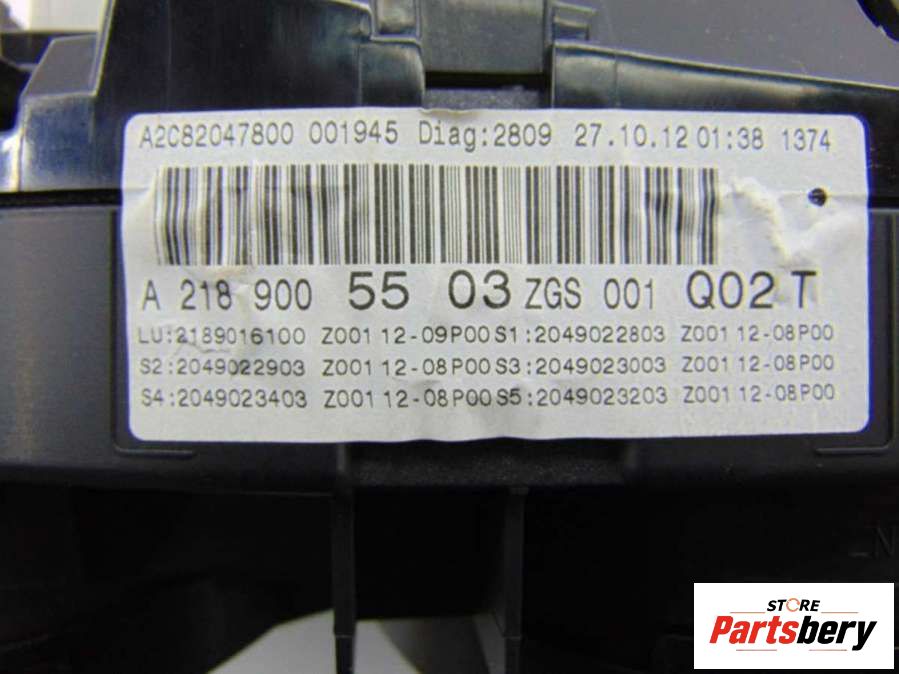 A2C82047800 001945 Diag:2809 27.10.12 01:38 1374
A 218 900 55 03 ZGS 001 Q02 T
LU:2189016100 Z001 12-09P00 S1:2049022803 Z001 12-08P00
S2:2049022903 Z001 12-08P00 S3:2049023003 Z001 12-08P00
S4:2049023403 Z001 12-08P00 S5:2049023203 Z001 12-08P00
STORE
Partsbery